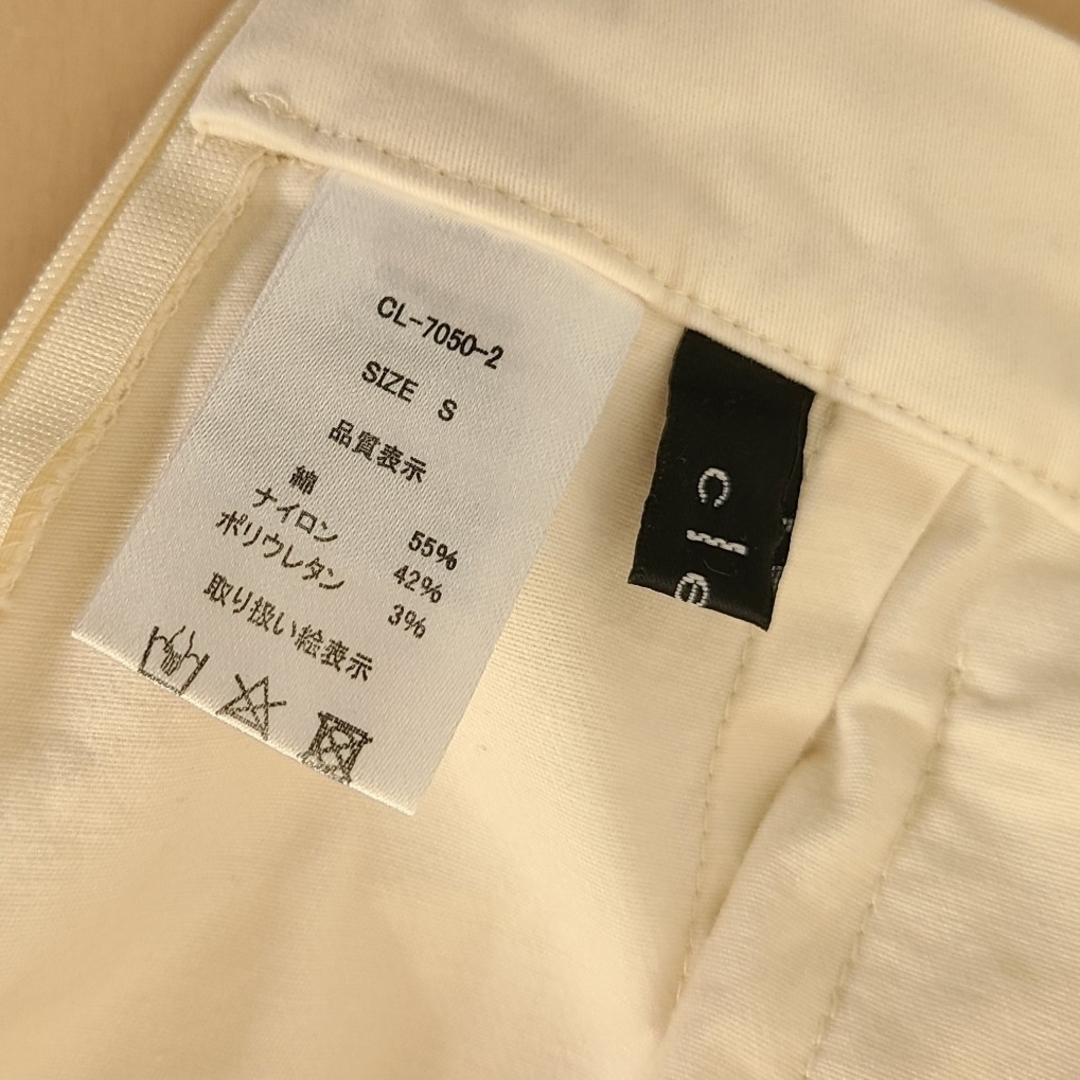 CL-7050-2
SIZE S
品質表示
綿 55%
ナイロン 42%
ポリウレタン 3%
取り扱い絵表示